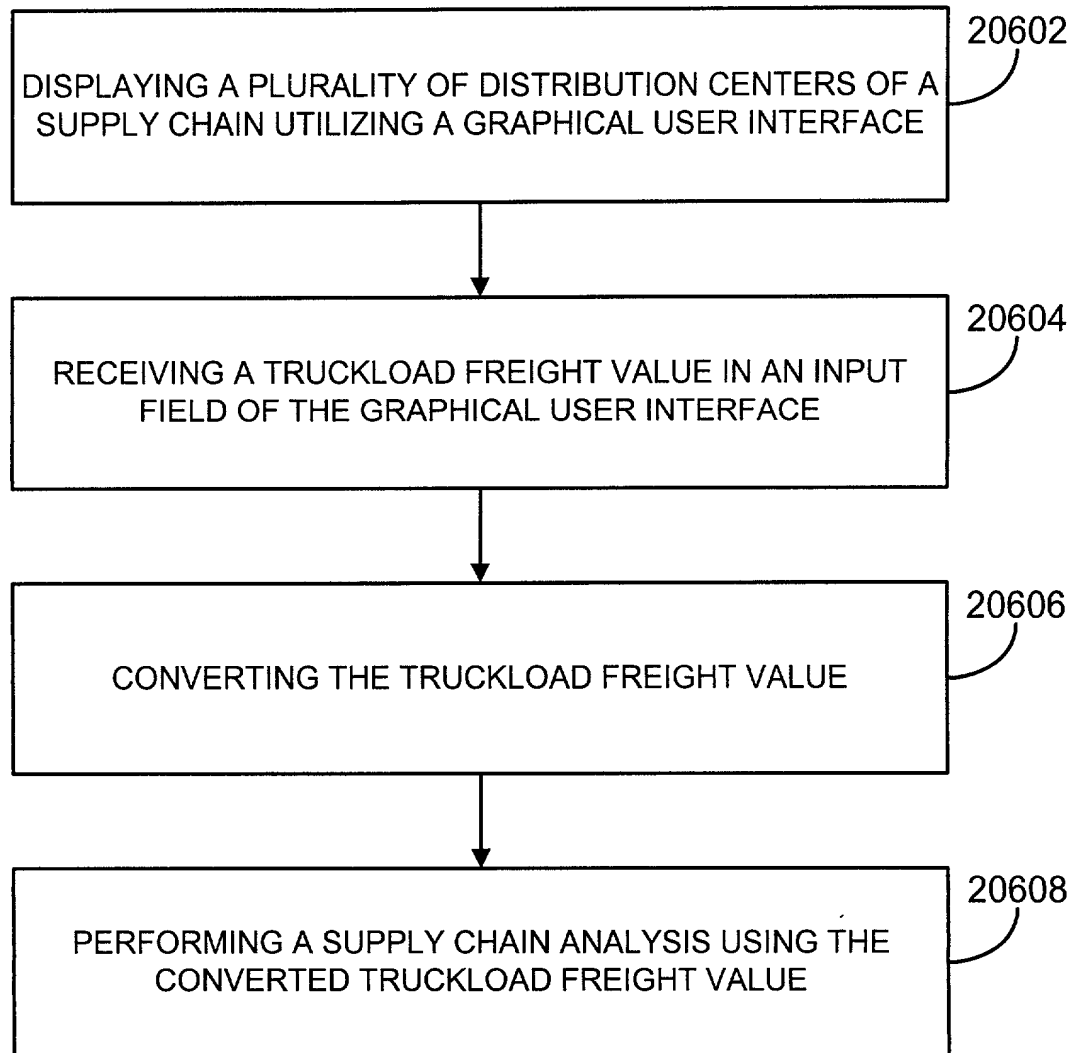 20602
DISPLAYING A PLURALITY OF DISTRIBUTION CENTERS OF A
SUPPLY CHAIN UTILIZING A GRAPHICAL USER INTERFACE
20604
RECEIVING A TRUCKLOAD FREIGHT VALUE IN AN INPUT
FIELD OF THE GRAPHICAL USER INTERFACE
20606
CONVERTING THE TRUCKLOAD FREIGHT VALUE
20608
PERFORMING A SUPPLY CHAIN ANALYSIS USING THE
CONVERTED TRUCKLOAD FREIGHT VALUE